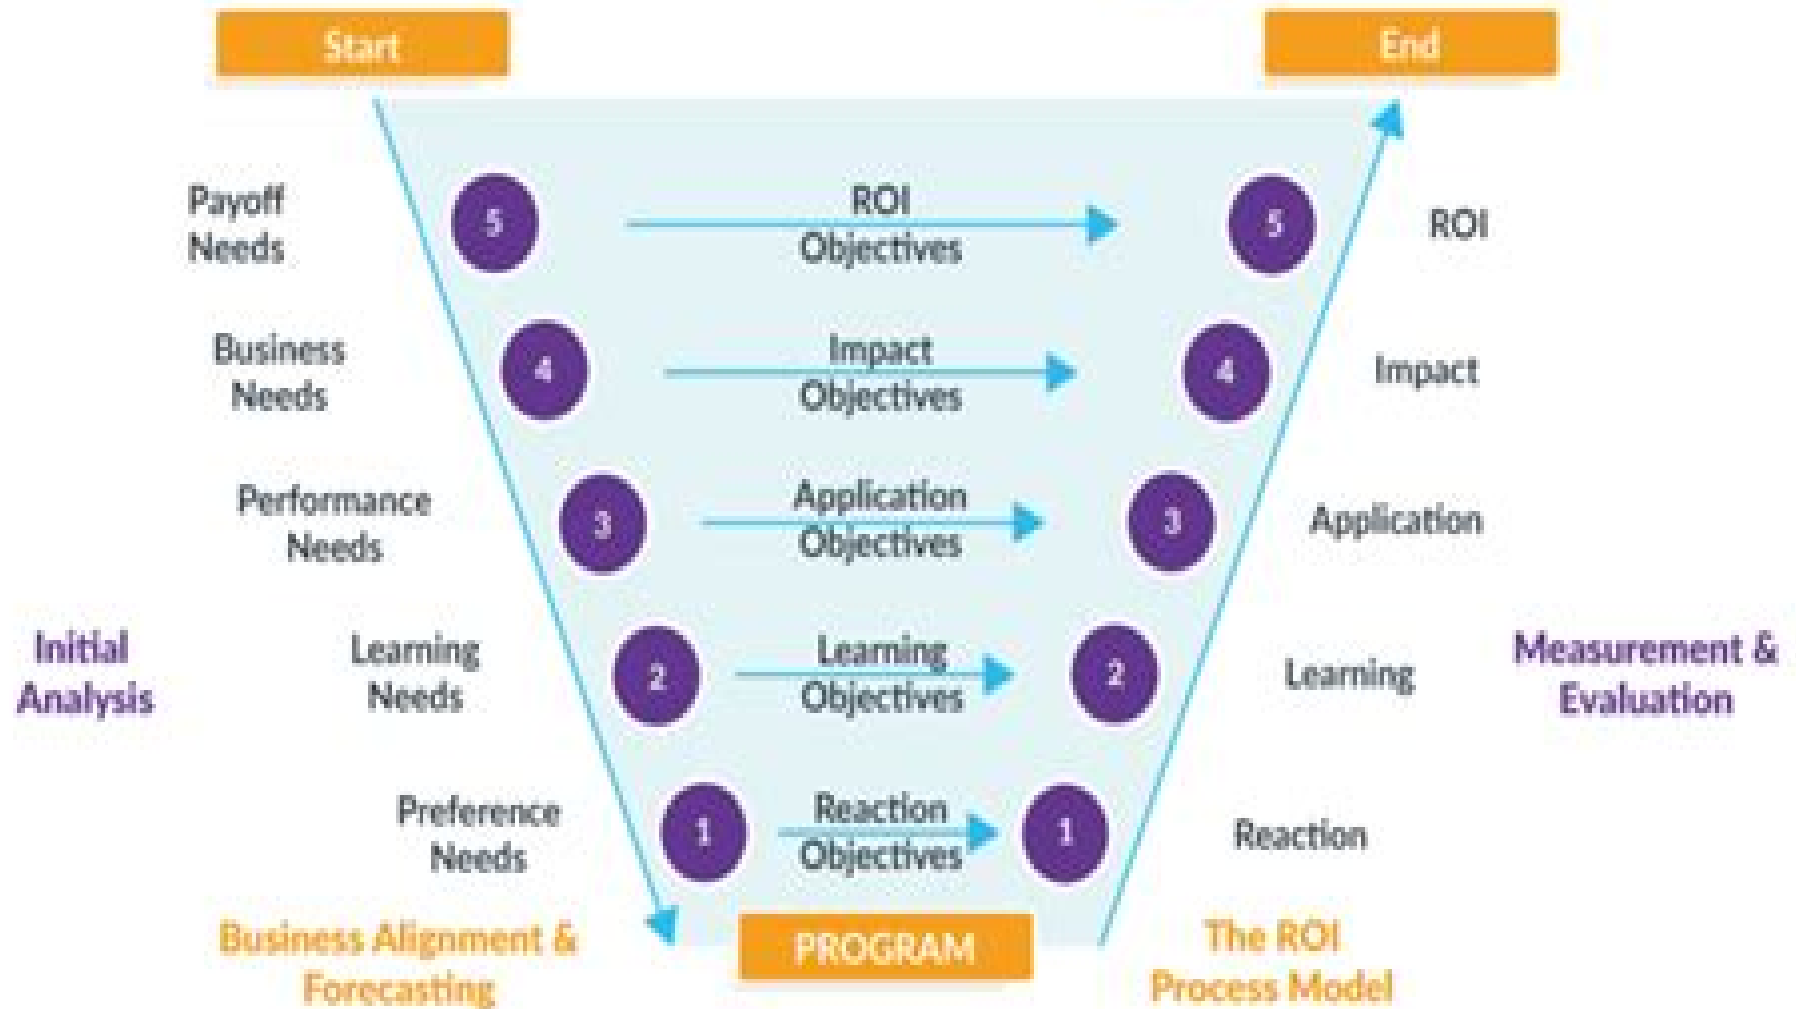 Start
End
Payoff
Needs
5
ROI
Objectives
5
ROI
Business
Needs
4
Impact
Objectives
4
Impact
Performance
Needs
3
Application
Objectives
3
Application
Initial
Analysis
Learning
Needs
2
Learning
Objectives
2
Learning
Measurement &
Evaluation
Preference
Needs
1
Reaction
Objectives
1
Reaction
Business Alignment &
Forecasting
PROGRAM
The ROI
Process Model